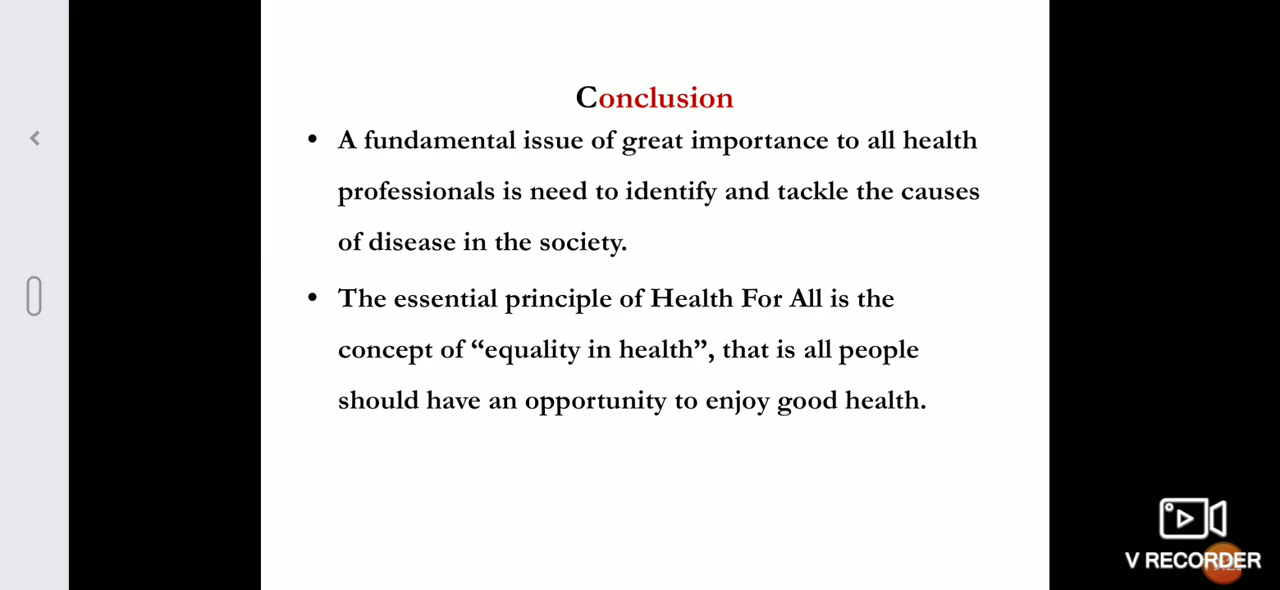 Conclusion
• A fundamental issue of great importance to all health
professionals is need to identify and tackle the causes
of disease in the society.
• The essential principle of Health For All is the
concept of “equality in health”, that is all people
should have an opportunity to enjoy good health.
V RECORDER